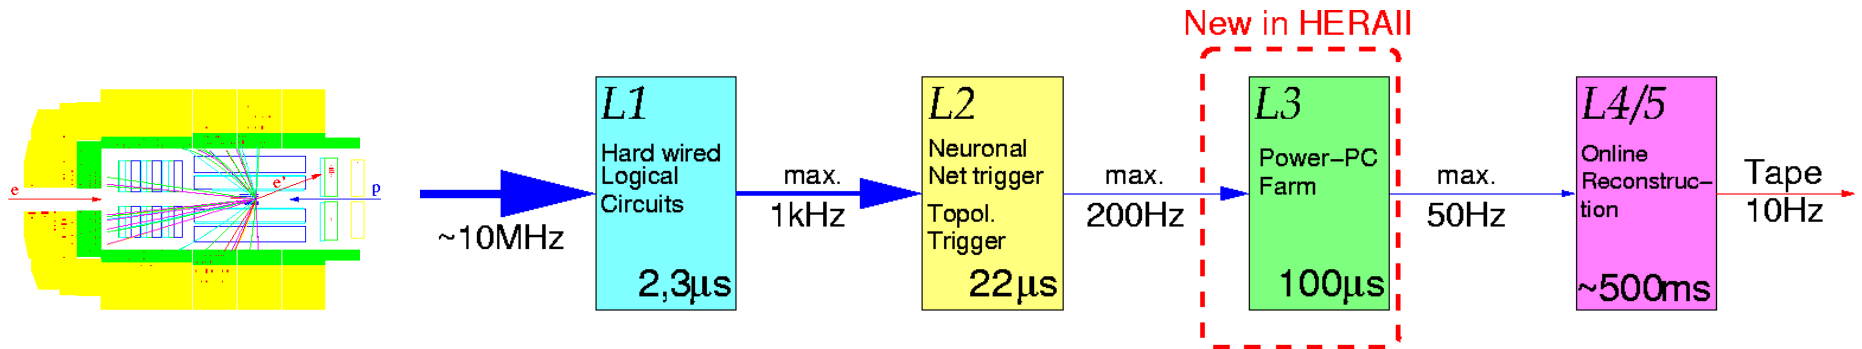 New in HERAII
e
e'
p
~10MHz
L1
Hard wired
Logical
Circuits
2,3µs
max.
1kHz
L2
Neuronal
Net trigger
Topol.
Trigger
22µs
max.
200Hz
L3
Power-PC
Farm
100µs
max.
50Hz
L4/5
Online
Reconstruc-
tion
~500ms
Tape
10Hz